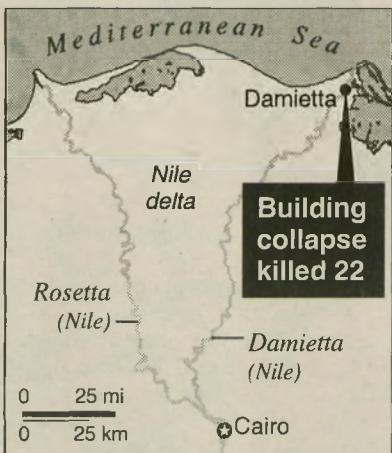 Mediterranean Sea
Damietta
Nile
delta
Building
collapse
killed 22
Rosetta
(Nile)
Damietta
(Nile)
0 25 mi
0 25 km
Cairo